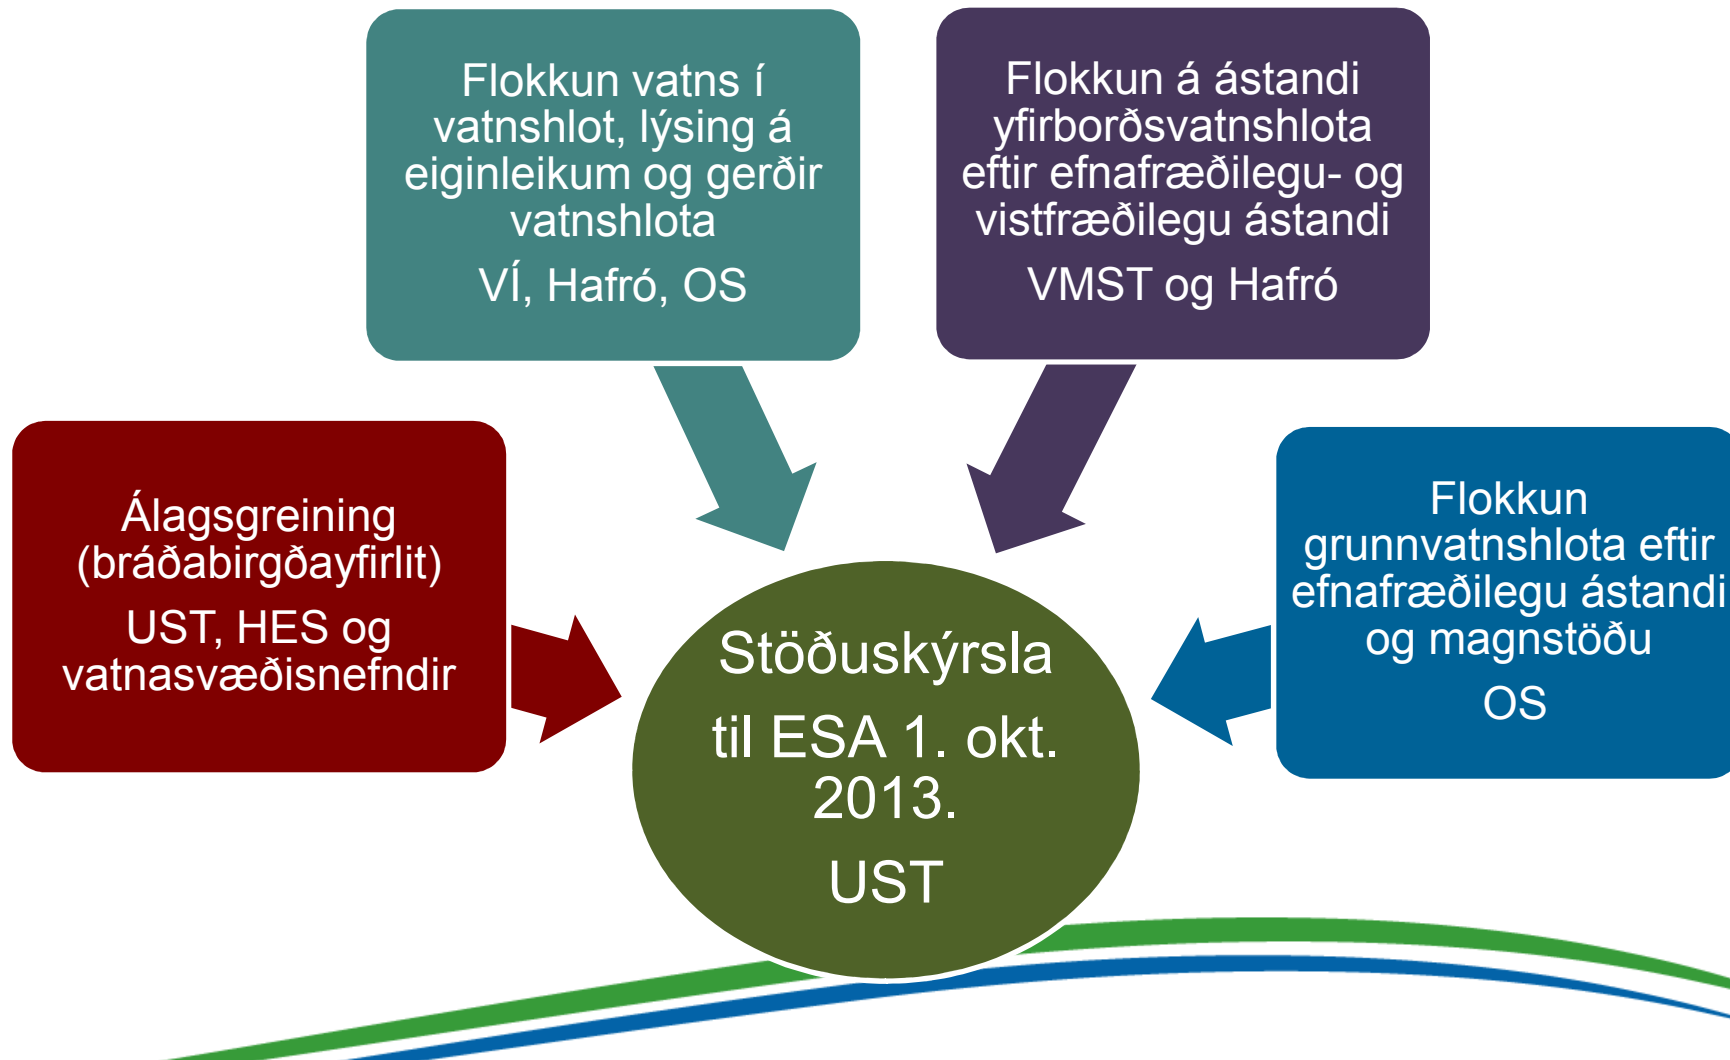 Flokkun vatns í
vatnshlot, lýsing á
eiginleikum og gerðir
vatnshlota
VÍ, Hafró, OS
Flokkun á ástandi
yfirborðsvatnshlota
eftir efnafræðilegu- og
vistfræðilegu ástandi
VMST og Hafró
Álagsgreining
(bráðabirgðayfirlit)
UST, HES og
vatnasvæðisnefndir
Flokkun
grunnvatnshlota eftir
efnafræðilegu ástandi
og magnstöðu
OS
Stöðuskýrsla
til ESA 1. okt.
2013.
UST